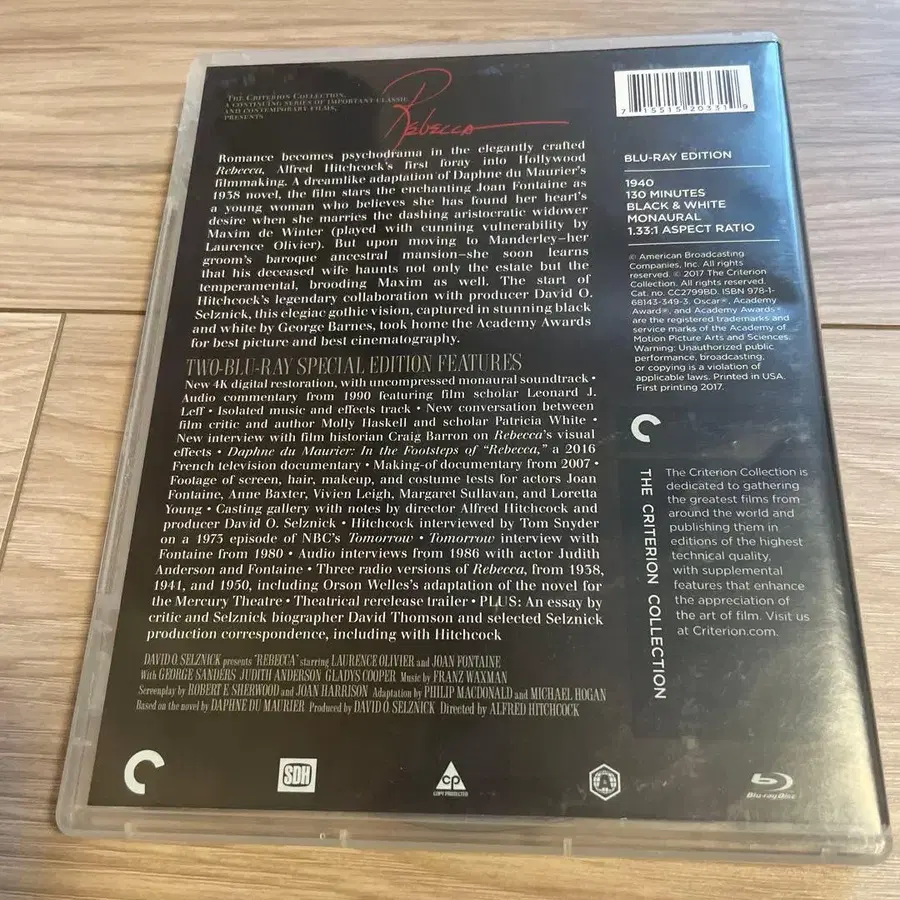 THE CRITERION COLLECTION,
A CONTINUING SERIES OF IMPORTANT CLASSIC
AND CONTEMPORARY FILMS,
PRESENTS
Rebecca
Romance becomes psychodrama in the elegantly crafted
Rebecca, Alfred Hitchcock's first foray into Hollywood
filmmaking. A dreamlike adaptation of Daphne du Maurier's
1938 novel, the film stars the enchanting Joan Fontaine as
a young woman who believes she has found her heart's
desire when she marries the dashing aristocratic widower
Maxim de Winter (played with cunning vulnerability by
Laurence Olivier). But upon moving to Manderley—her
groom's baroque ancestral mansion—she soon learns
that his deceased wife haunts not only the estate but the
temperamental, brooding Maxim as well. The start of
Hitchcock's legendary collaboration with producer David O.
Selznick, this elegiac gothic vision, captured in stunning black
and white by George Barnes, took home the Academy Awards
for best picture and best cinematography.
TWO-BLU-RAY SPECIAL EDITION FEATURES
New 4K digital restoration, with uncompressed monaural soundtrack •
Audio commentary from 1990 featuring film scholar Leonard J.
Leff • Isolated music and effects track • New conversation between
film critic and author Molly Haskell and scholar Patricia White •
New interview with film historian Craig Barron on Rebecca's visual
effects • Daphne du Maurier: In the Footsteps of "Rebecca," a 2016
French television documentary • Making-of documentary from 2007 •
Footage of screen, hair, makeup, and costume tests for actors Joan
Fontaine, Anne Baxter, Vivien Leigh, Margaret Sullavan, and Loretta
Young • Casting gallery with notes by director Alfred Hitchcock and
producer David O. Selznick • Hitchcock interviewed by Tom Snyder
on a 1973 episode of NBC's Tomorrow • Tomorrow interview with
Fontaine from 1980 • Audio interviews from 1986 with actor Judith
Anderson and Fontaine • Three radio versions of Rebecca, from 1938,
1941, and 1950, including Orson Welles's adaptation of the novel for
the Mercury Theatre • Theatrical rerelease trailer • PLUS: An essay by
critic and Selznick biographer David Thomson and selected Selznick
production correspondence, including with Hitchcock
DAVID O. SELZNICK presents "REBECCA" starring LAURENCE OLIVIER and JOAN FONTAINE
With GEORGE SANDERS JUDITH ANDERSON GLADYS COOPER Music by FRANZ WAXMAN
Screenplay by ROBERT E. SHERWOOD and JOAN HARRISON Adaptation by PHILIP MACDONALD and MICHAEL HOGAN
Based on the novel by DAPHNE DU MAURIER Produced by DAVID O. SELZNICK Directed by ALFRED HITCHCOCK
SDH
CP
COPY PROTECTED
A
Blu-ray Disc
7 15515 20331 9
BLU-RAY EDITION
1940
130 MINUTES
BLACK & WHITE
MONAURAL
1.33:1 ASPECT RATIO
© American Broadcasting
Companies, Inc. All rights
reserved. © 2017 The Criterion
Collection. All rights reserved.
Cat. no. CC2799BD. ISBN 978-1-
68143-349-3. Oscar®, Academy
Award®, and Academy Awards®
are the registered trademarks and
service marks of the Academy of
Motion Picture Arts and Sciences.
Warning: Unauthorized public
performance, broadcasting,
or copying is a violation of
applicable laws. Printed in USA.
First printing 2017.
THE CRITERION COLLECTION
The Criterion Collection is
dedicated to gathering
the greatest films from
around the world and
publishing them in
editions of the highest
technical quality,
with supplemental
features that enhance
the appreciation of
the art of film. Visit us
at Criterion.com.